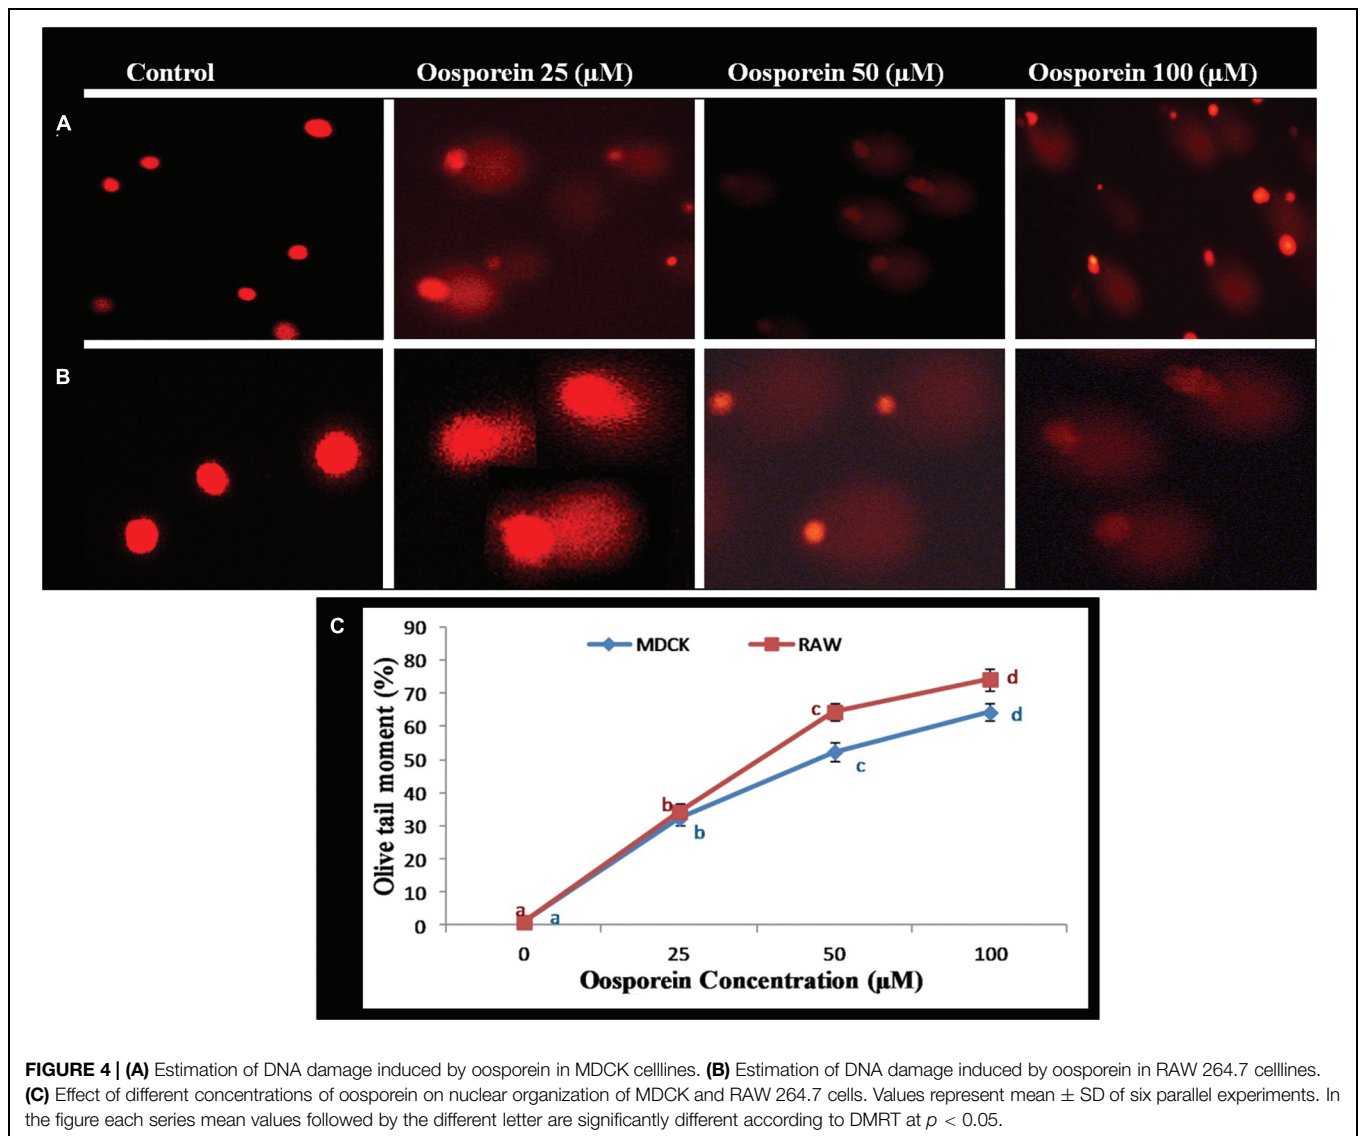 Control Oosporein 25 (μM) Oosporein 50 (μM) Oosporein 100 (μM)
A
B
C
90
80
70
60
50
40
30
20
10
0
Olive tail moment (%)
MDCK RAW
a
a
b
b
c
c
d
d
0 25 50 100
Oosporein Concentration (μM)
FIGURE 4 | (A) Estimation of DNA damage induced by oosporein in MDCK celllines. (B) Estimation of DNA damage induced by oosporein in RAW 264.7 celllines.
(C) Effect of different concentrations of oosporein on nuclear organization of MDCK and RAW 264.7 cells. Values represent mean ± SD of six parallel experiments. In
the figure each series mean values followed by the different letter are significantly different according to DMRT at p < 0.05.